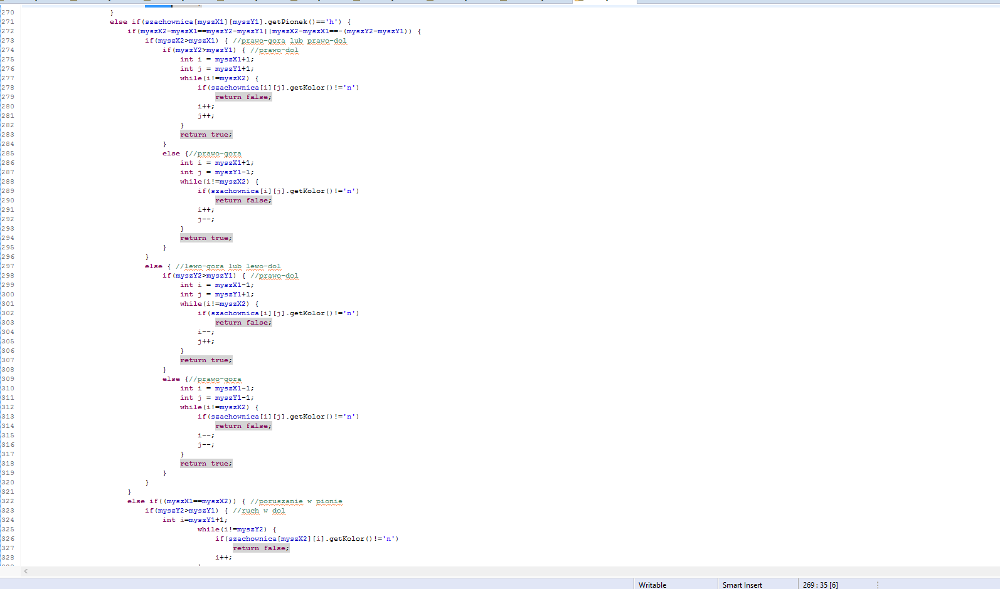 270 }
271 else if(szachownica[myszX1][myszY1].getPionek()=='h') {
272 if(myszX2-myszX1==myszY2-myszY1||myszX2-myszX1==-(myszY2-myszY1)) {
273 if(myszX2>myszX1) { //prawo-gora lub prawo-dol
274 if(myszY2>myszY1) { //prawo-dol
275 int i = myszX1+1;
276 int j = myszY1+1;
277 while(i!=myszX2) {
278 if(szachownica[i][j].getKolor()!='n')
279 return false;
280 i++;
281 j++;
282 }
283 return true;
284 }
285 else {//prawo-gora
286 int i = myszX1+1;
287 int j = myszY1-1;
288 while(i!=myszX2) {
289 if(szachownica[i][j].getKolor()!='n')
290 return false;
291 i++;
292 j--;
293 }
294 return true;
295 }
296 }
297 else { //lewo-gora lub lewo-dol
298 if(myszY2>myszY1) { //prawo-dol
299 int i = myszX1-1;
300 int j = myszY1+1;
301 while(i!=myszX2) {
302 if(szachownica[i][j].getKolor()!='n')
303 return false;
304 i--;
305 j++;
306 }
307 return true;
308 }
309 else {//prawo-gora
310 int i = myszX1-1;
311 int j = myszY1-1;
312 while(i!=myszX2) {
313 if(szachownica[i][j].getKolor()!='n')
314 return false;
315 i--;
316 j--;
317 }
318 return true;
319 }
320 }
321 }
322 else if((myszX1==myszX2)) { //poruszanie w pionie
323 if(myszY2>myszY1) { //ruch w dol
324 int i=myszY1+1;
325 while(i!=myszY2) {
326 if(szachownica[myszX2][i].getKolor()!='n')
327 return false;
328 i++;
Writable Smart Insert 269 : 35 [6]